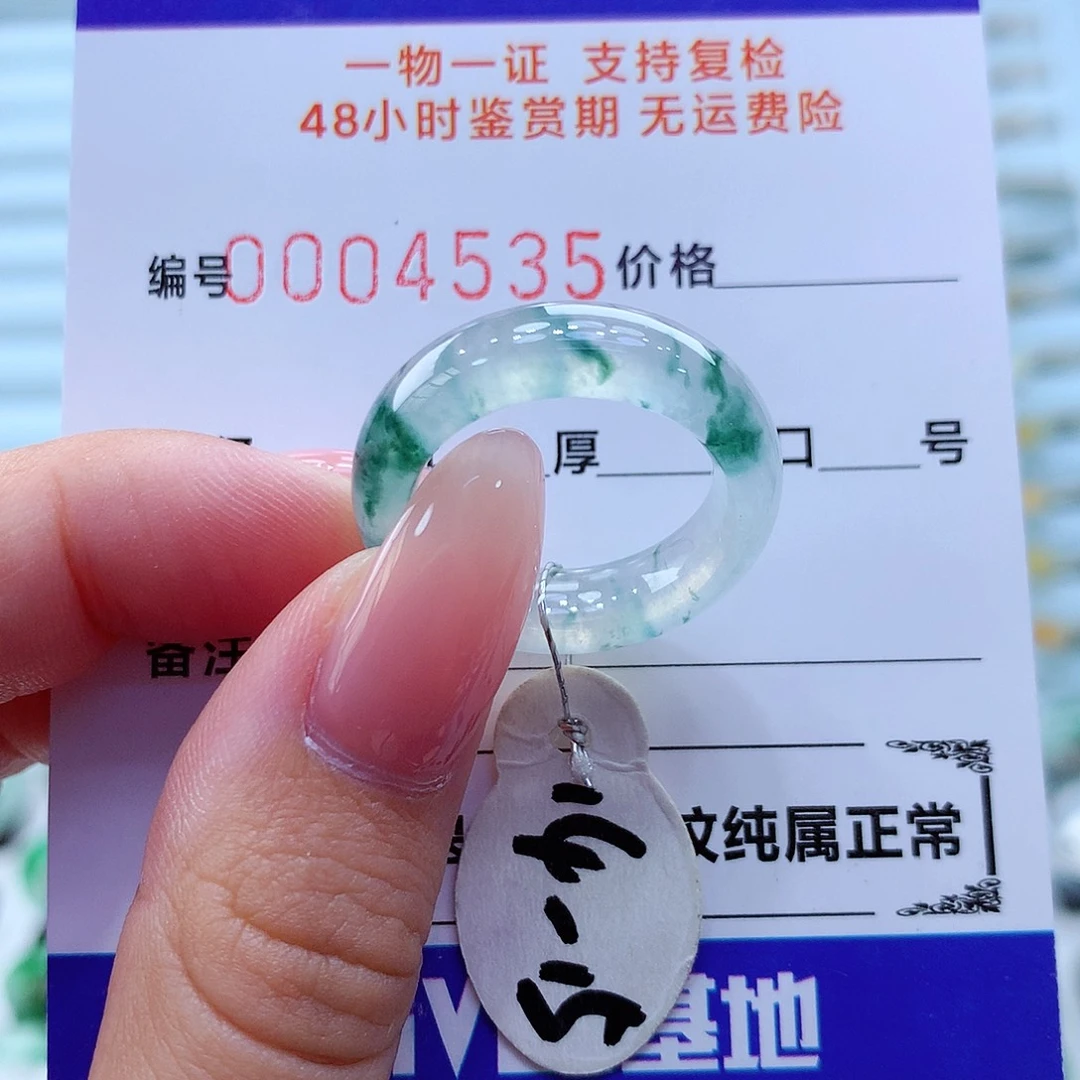 一物一证 支持复检
48小时鉴赏期 无运费险
编号0004535价格
厚 口 号
备注
纹纯属正常
基地